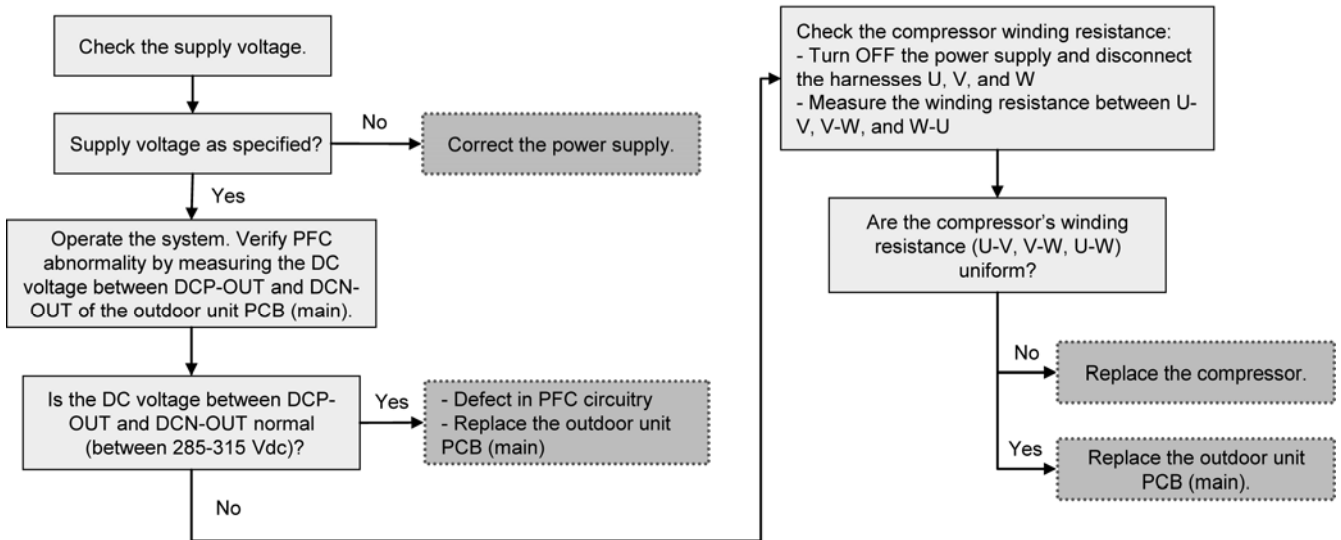 Check the supply voltage.
Supply voltage as specified?
No
Correct the power supply.
Yes
Operate the system. Verify PFC
abnormality by measuring the DC
voltage between DCP-OUT and DCN-
OUT of the outdoor unit PCB (main).
Is the DC voltage between DCP-
OUT and DCN-OUT normal
(between 285-315 Vdc)?
Yes
- Defect in PFC circuitry
- Replace the outdoor unit
PCB (main)
No
Check the compressor winding resistance:
- Turn OFF the power supply and disconnect
the harnesses U, V, and W
- Measure the winding resistance between U-
V, V-W, and W-U
Are the compressor's winding
resistance (U-V, V-W, U-W)
uniform?
No
Replace the compressor.
Yes
Replace the outdoor unit
PCB (main).